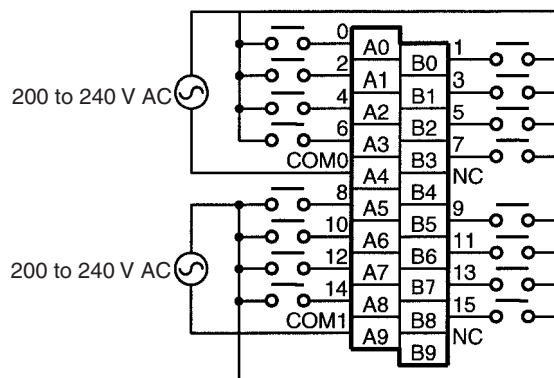 0 A0 1
2 A1 B0 3
200 to 240 V AC 4 A2 B1 5
6 A3 B2 7
COM0 A4 B3 NC
8 A5 B4 9
10 A6 B5 11
200 to 240 V AC 12 A7 B6 13
14 A8 B7 15
COM1 A9 B8 NC
B9